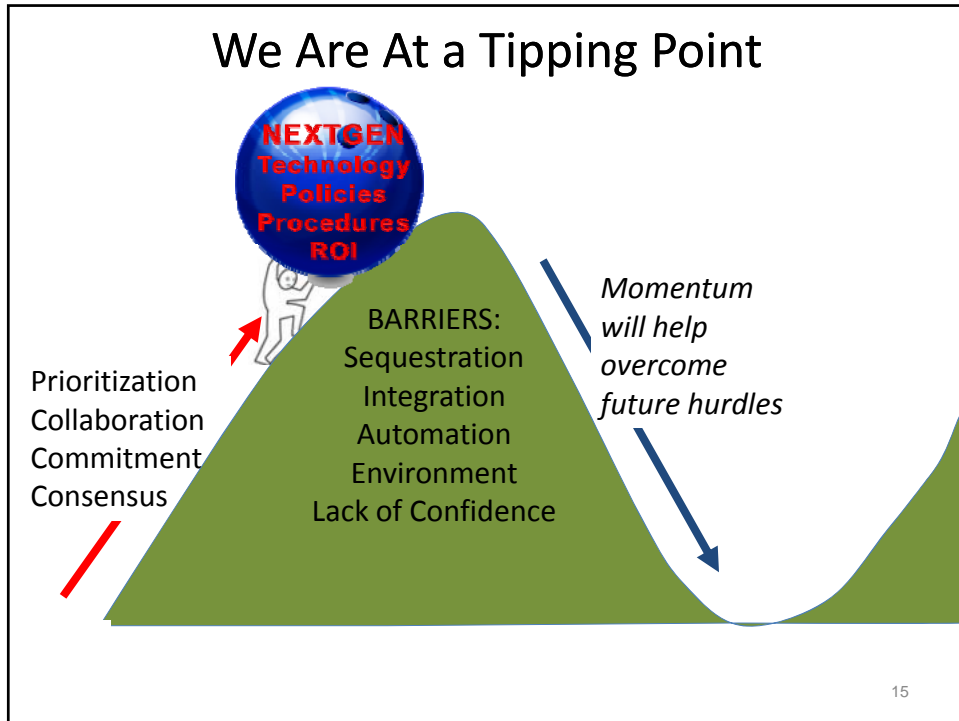 We Are At a Tipping Point
NEXTGEN
Technology
Policies
Procedures
ROI
Prioritization
Collaboration
Commitment
Consensus
BARRIERS:
Sequestration
Integration
Automation
Environment
Lack of Confidence
Momentum
will help
overcome
future hurdles
15